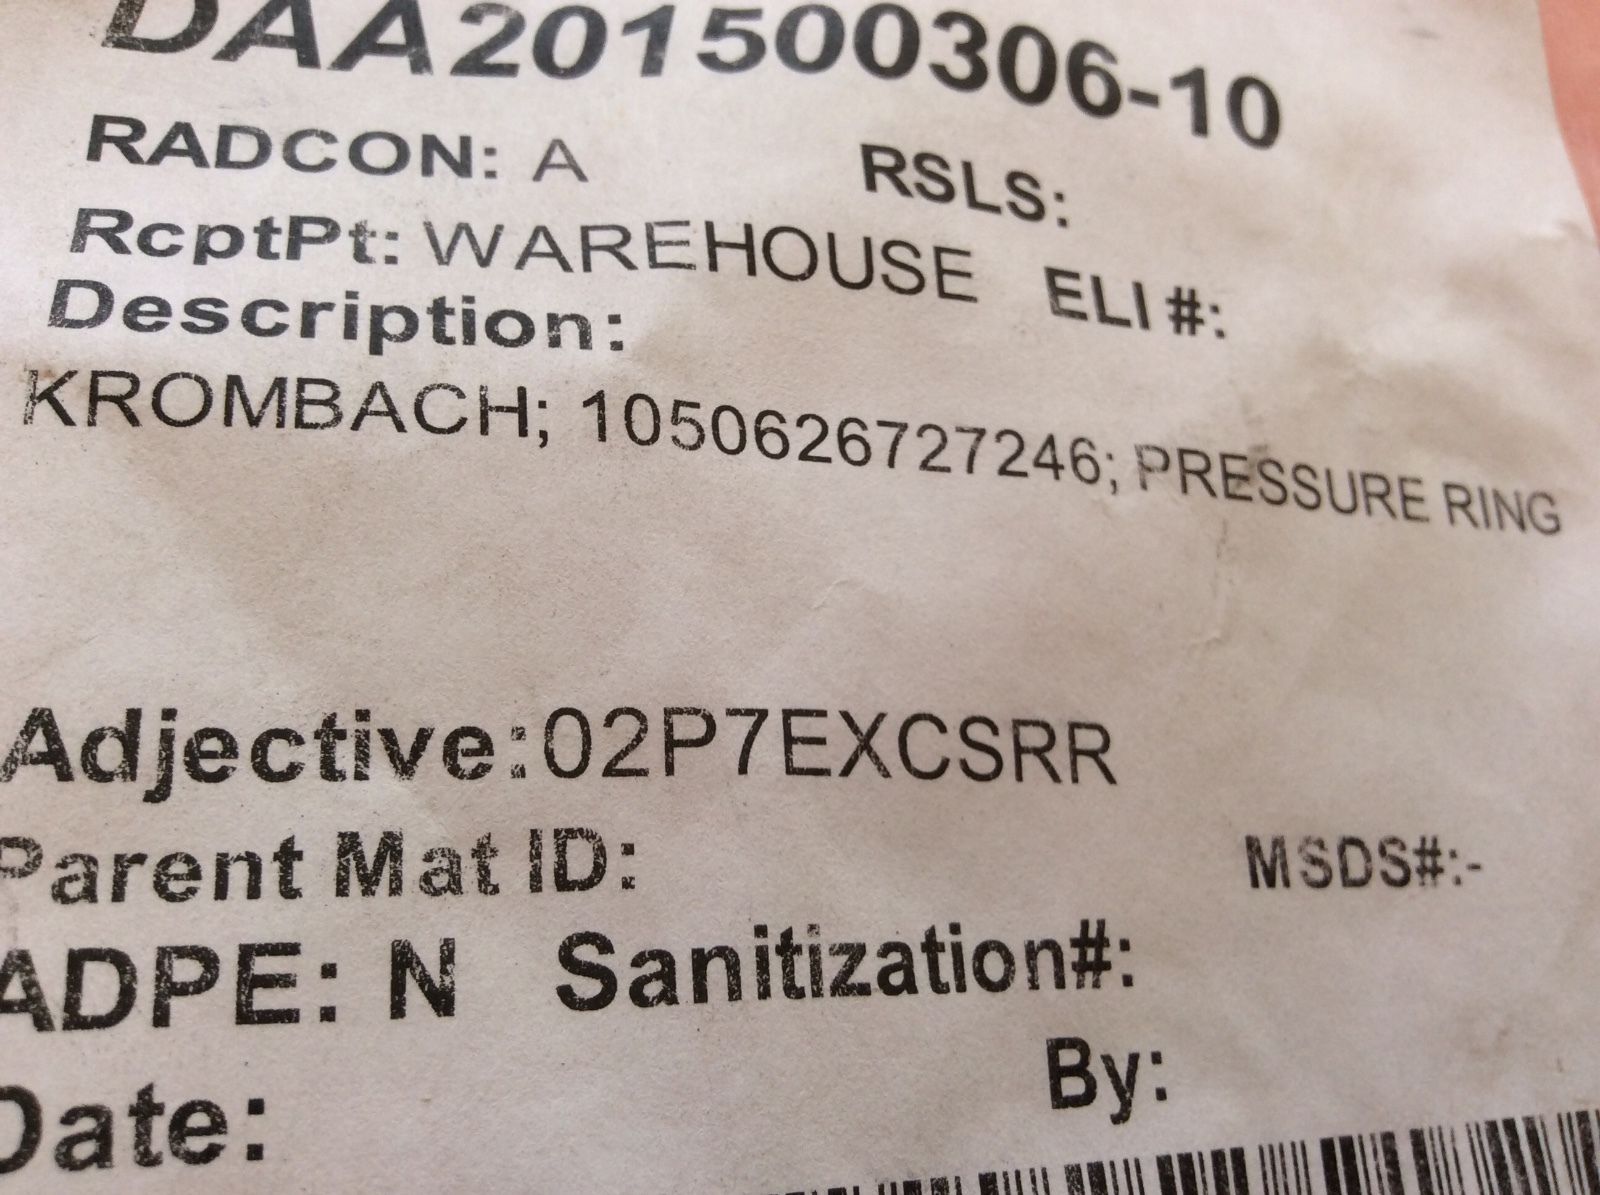 DAA201500306-10
RADCON: A RSLS:
RcptPt: WAREHOUSE ELI #:
Description:
KROMBACH; 1050626727246; PRESSURE RING
Adjective:02P7EXCSRR
Parent Mat ID: MSDS#:-
ADPE: N Sanitization#:
By:
Date: